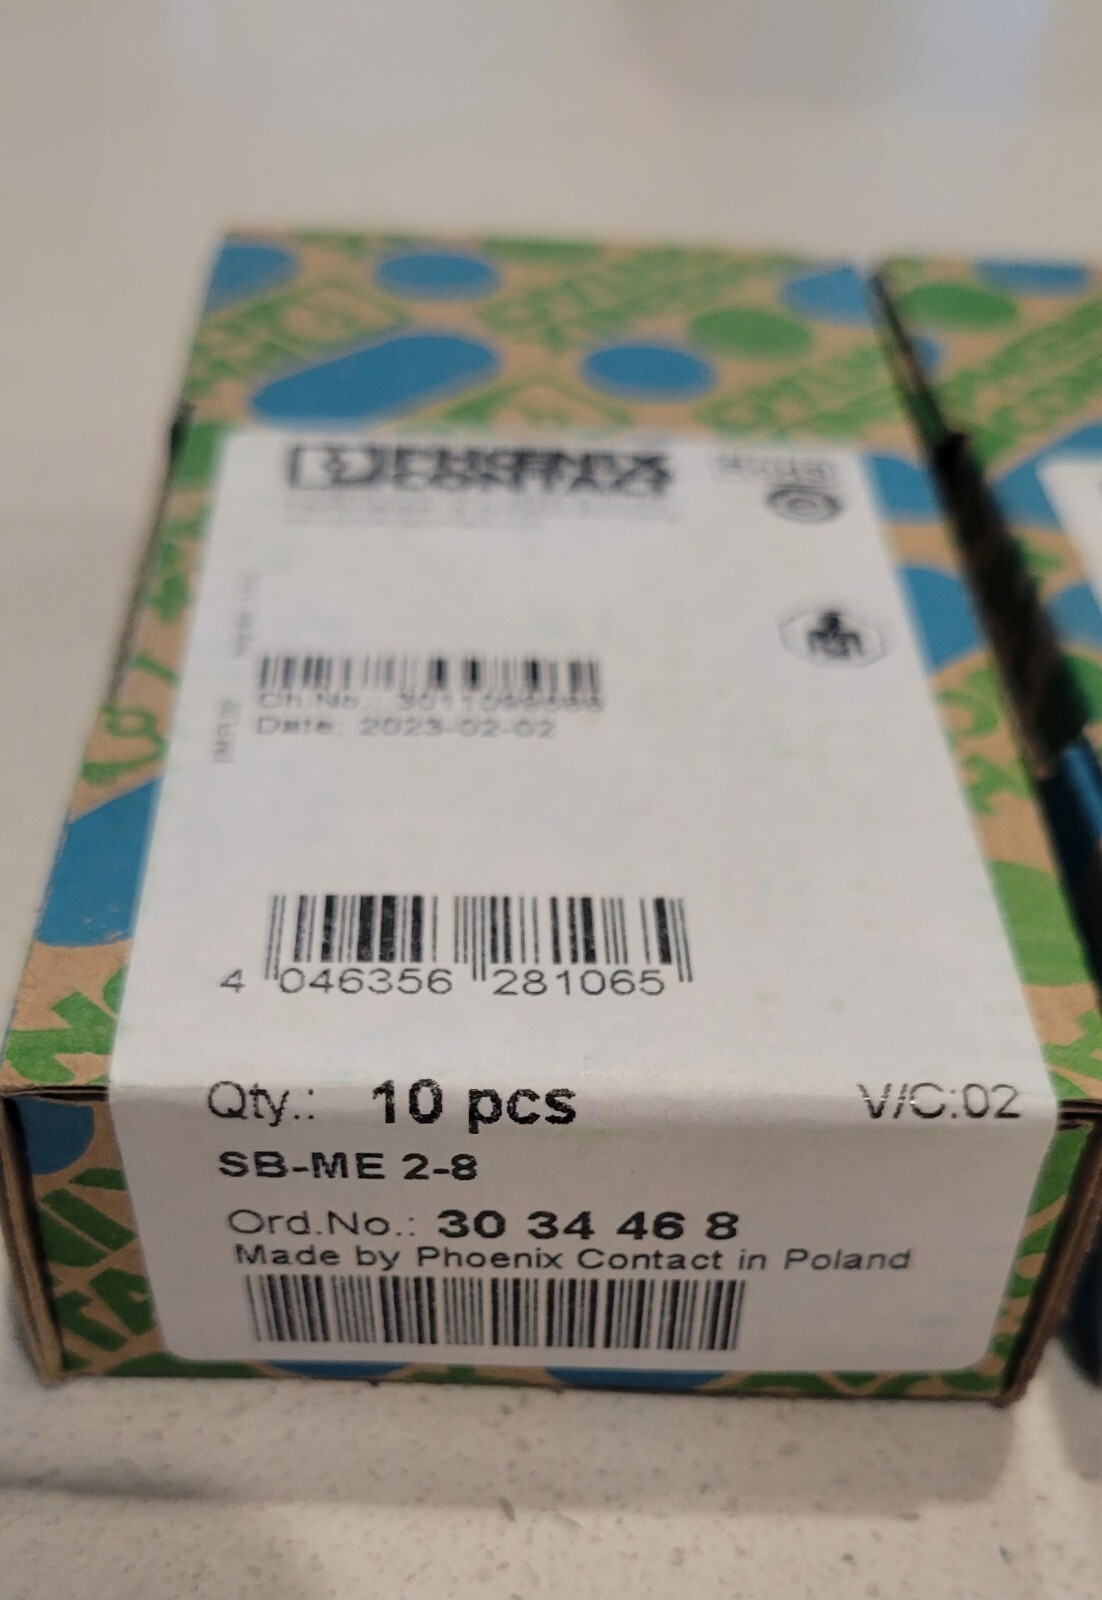 PHOENIX
CONTACT
Date: 2023-02-02
4 046356 281065
Qty.: 10 pcs V/C:02
SB-ME 2-8
Ord.No.: 30 34 46 8
Made by Phoenix Contact in Poland